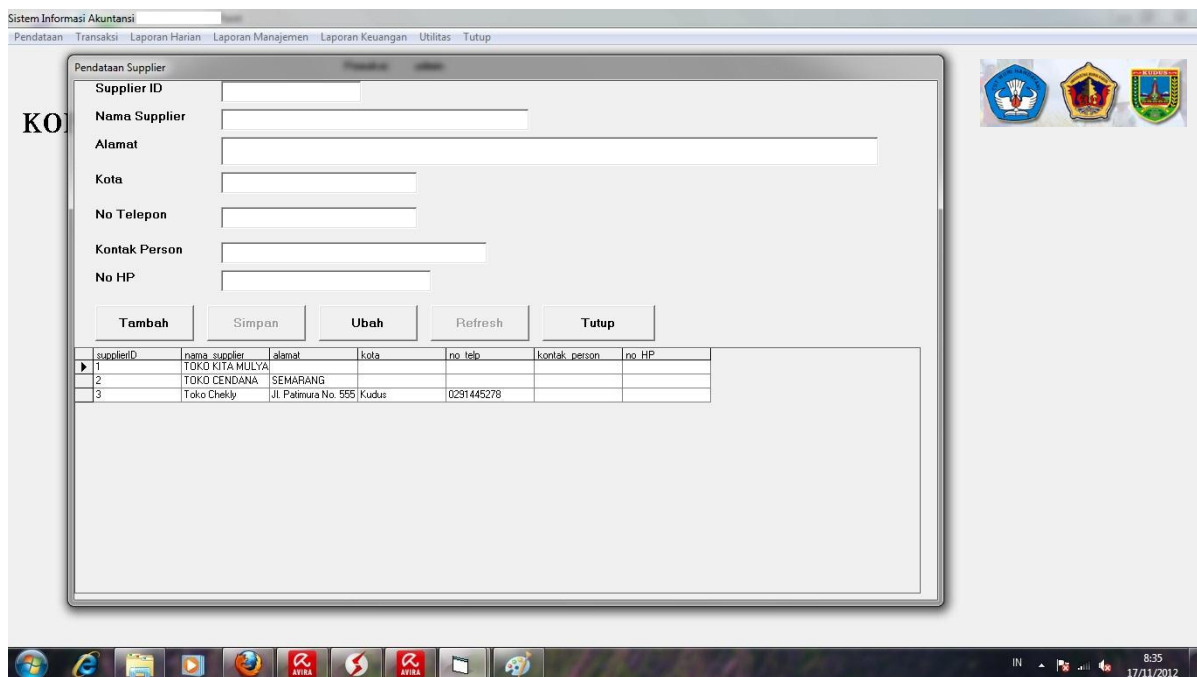 Sistem Informasi Akuntansi
Pendataan Transaksi Laporan Harian Laporan Manajemen Laporan Keuangan Utilitas Tutup
Pendataan Supplier
KUDUS
KO
Supplier ID
Nama Supplier
Alamat
Kota
No Telepon
Kontak Person
No HP
Tambah Simpan Ubah Refresh Tutup
supplierID nama_supplier alamat kota no_telp kontak_person no_HP
1 TOKO KITA MULYA
2 TOKO CENDANA SEMARANG
3 Toko Chekly Jl. Patimura No. 555 Kudus 0291445278
AVIRA AVIRA
IN 8:35
17/11/2012